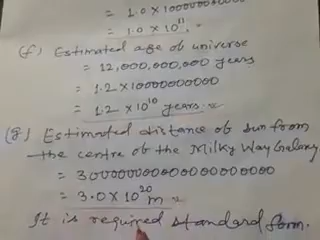 = 1.0 × 100000000000
= 1.0 × 10¹¹.
(f) Estimated age of universe
= 12,000,000,000 years
= 1.2 × 10000000000
= 1.2 × 10¹⁰ years.
(g) Estimated distance of sun from
the centre of the Milky Way Galaxy
= 300000000000000000000
= 3.0 × 10²⁰ m
It is required standard form.